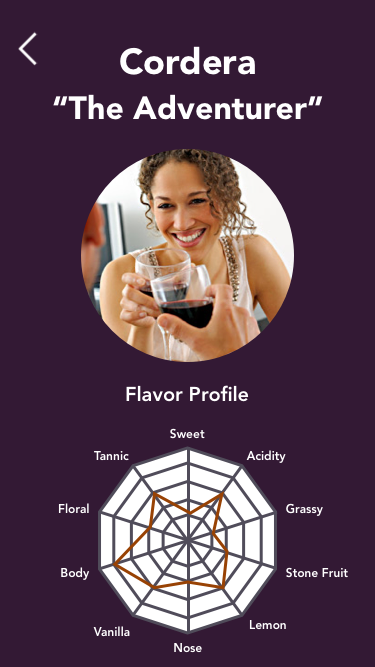 Cordera
“The Adventurer”
Flavor Profile
Sweet
Tannic
Acidity
Floral
Grassy
Body
Stone Fruit
Vanilla
Lemon
Nose